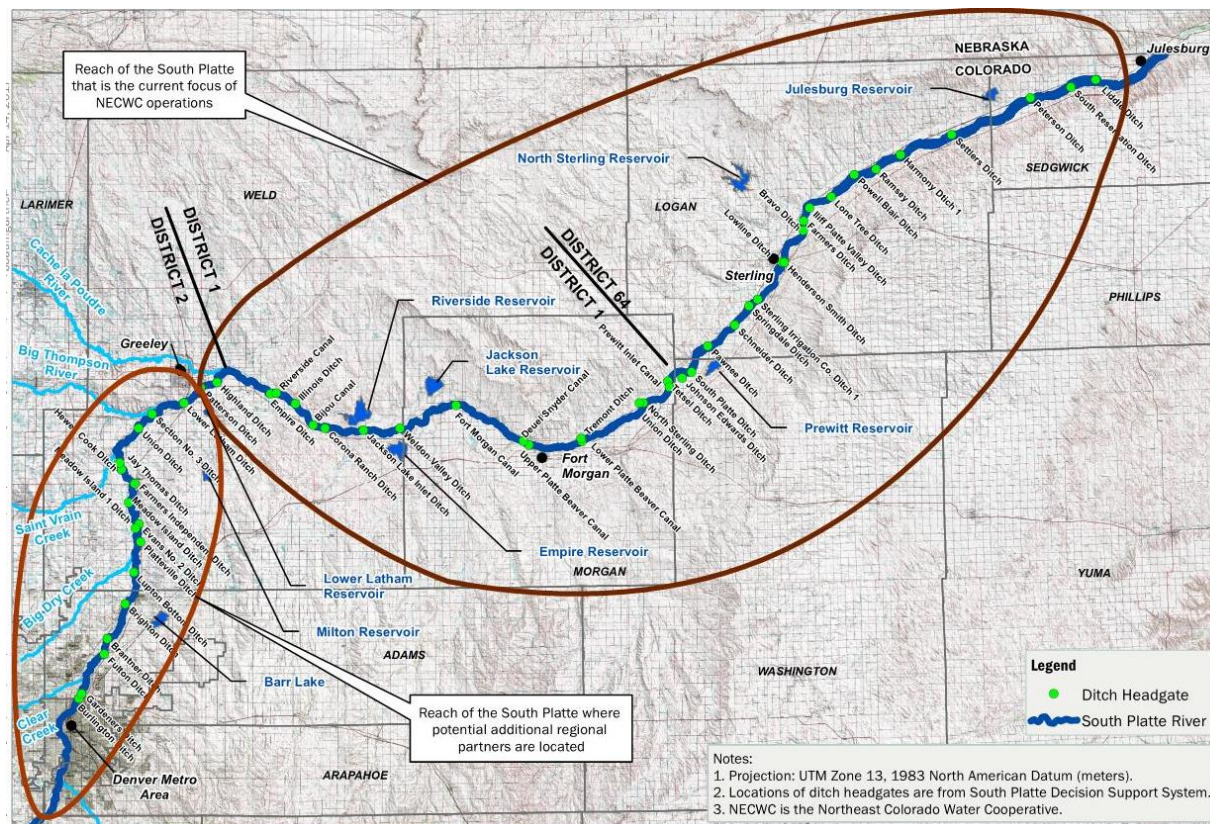 Reach of the South Platte
that is the current focus of
NECWC operations
NEBRASKA
COLORADO
Julesburg
Julesburg Reservoir
Liddle Ditch
South Reservation Ditch
Peterson Ditch
SEDGWICK
Settlers Ditch
Harmony Ditch 1
Ramsey Ditch
Powell Blair Ditch
Lone Tree Ditch
Iliff Platte Valley Ditch
Farmers Ditch
Bravo Ditch
Lowline Ditch
North Sterling Reservoir
LOGAN
WELD
LARIMER
PHILLIPS
Sterling
Henderson Smith Ditch
Sterling Irrigation Co. Ditch 1
Springdale Ditch
Schneider Ditch
Pawnee Ditch
DISTRICT 64
DISTRICT 1
Prewitt Inlet Canal
South Platte Ditch
Johnson Edwards Ditch
Tetsel Ditch
Prewitt Reservoir
DISTRICT 1
DISTRICT 2
Cache la Poudre
River
Big Thompson
River
Greeley
Riverside Reservoir
Jackson
Lake Reservoir
Riverside Canal
Illinois Ditch
Empire Ditch
Bijou Canal
Corona Ranch Ditch
Jackson Lake Inlet Ditch
Weldon Valley Ditch
Fort Morgan Canal
Deuel Snyder Canal
Upper Platte Beaver Canal
Fort
Morgan
Tremont Ditch
Lower Platte Beaver Canal
North Sterling Ditch
Union Ditch
Empire Reservoir
MORGAN
Highland Ditch
Patterson Ditch
Lower Latham Ditch
Section No. 3 Ditch
Union Ditch
Jay Thomas Ditch
Cook Ditch
Farmers Independent Ditch
Meadow Island Ditch
Meadow Island 1 Ditch
Evans No. 2 Ditch
Platteville Ditch
Saint Vrain
Creek
Big Dry Creek
Lupton Bottom Ditch
Brighton Ditch
Brantner Ditch
Fulton Ditch
Gardeners Ditch
Burlington Ditch
Clear
Creek
Lower Latham
Reservoir
Milton Reservoir
Barr Lake
Denver Metro
Area
ADAMS
ARAPAHOE
WASHINGTON
YUMA
Reach of the South Platte where
potential additional regional
partners are located
Legend
Ditch Headgate
South Platte River
Notes:
1. Projection: UTM Zone 13, 1983 North American Datum (meters).
2. Locations of ditch headgates are from South Platte Decision Support System.
3. NECWC is the Northeast Colorado Water Cooperative.